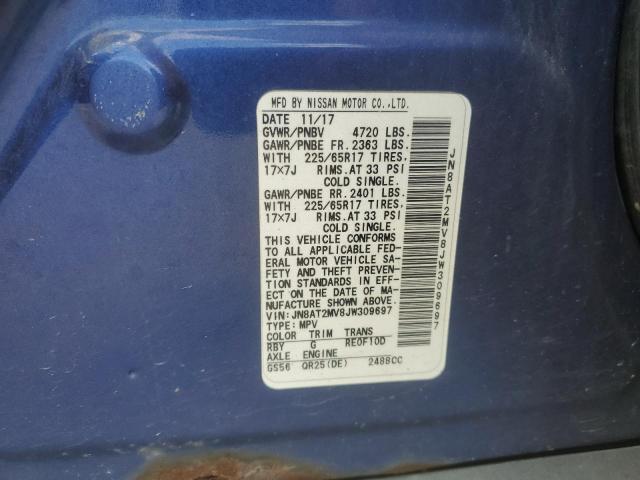 MFD BY NISSAN MOTOR CO.,LTD.
DATE 11/17
GVWR/PNBV 4720 LBS.
GAWR/PNBE FR. 2363 LBS.
WITH 225/65R17 TIRES,
17×7J RIMS.AT 33 PSI
COLD SINGLE.
GAWR/PNBE RR. 2401 LBS.
WITH 225/65R17 TIRES,
17×7J RIMS.AT 33 PSI
COLD SINGLE.
THIS VEHICLE CONFORMS
TO ALL APPLICABLE FED-
ERAL MOTOR VEHICLE SA-
FETY AND THEFT PREVEN-
TION STANDARDS IN EFF-
ECT ON THE DATE OF MA-
NUFACTURE SHOWN ABOVE.
VIN: JN8AT2MV8JW309697
TYPE: MPV
COLOR TRIM TRANS
RBY G RE0F10D
AXLE ENGINE
GS56 QR25(DE) 2488CC
JN8AT2MV8JW309697